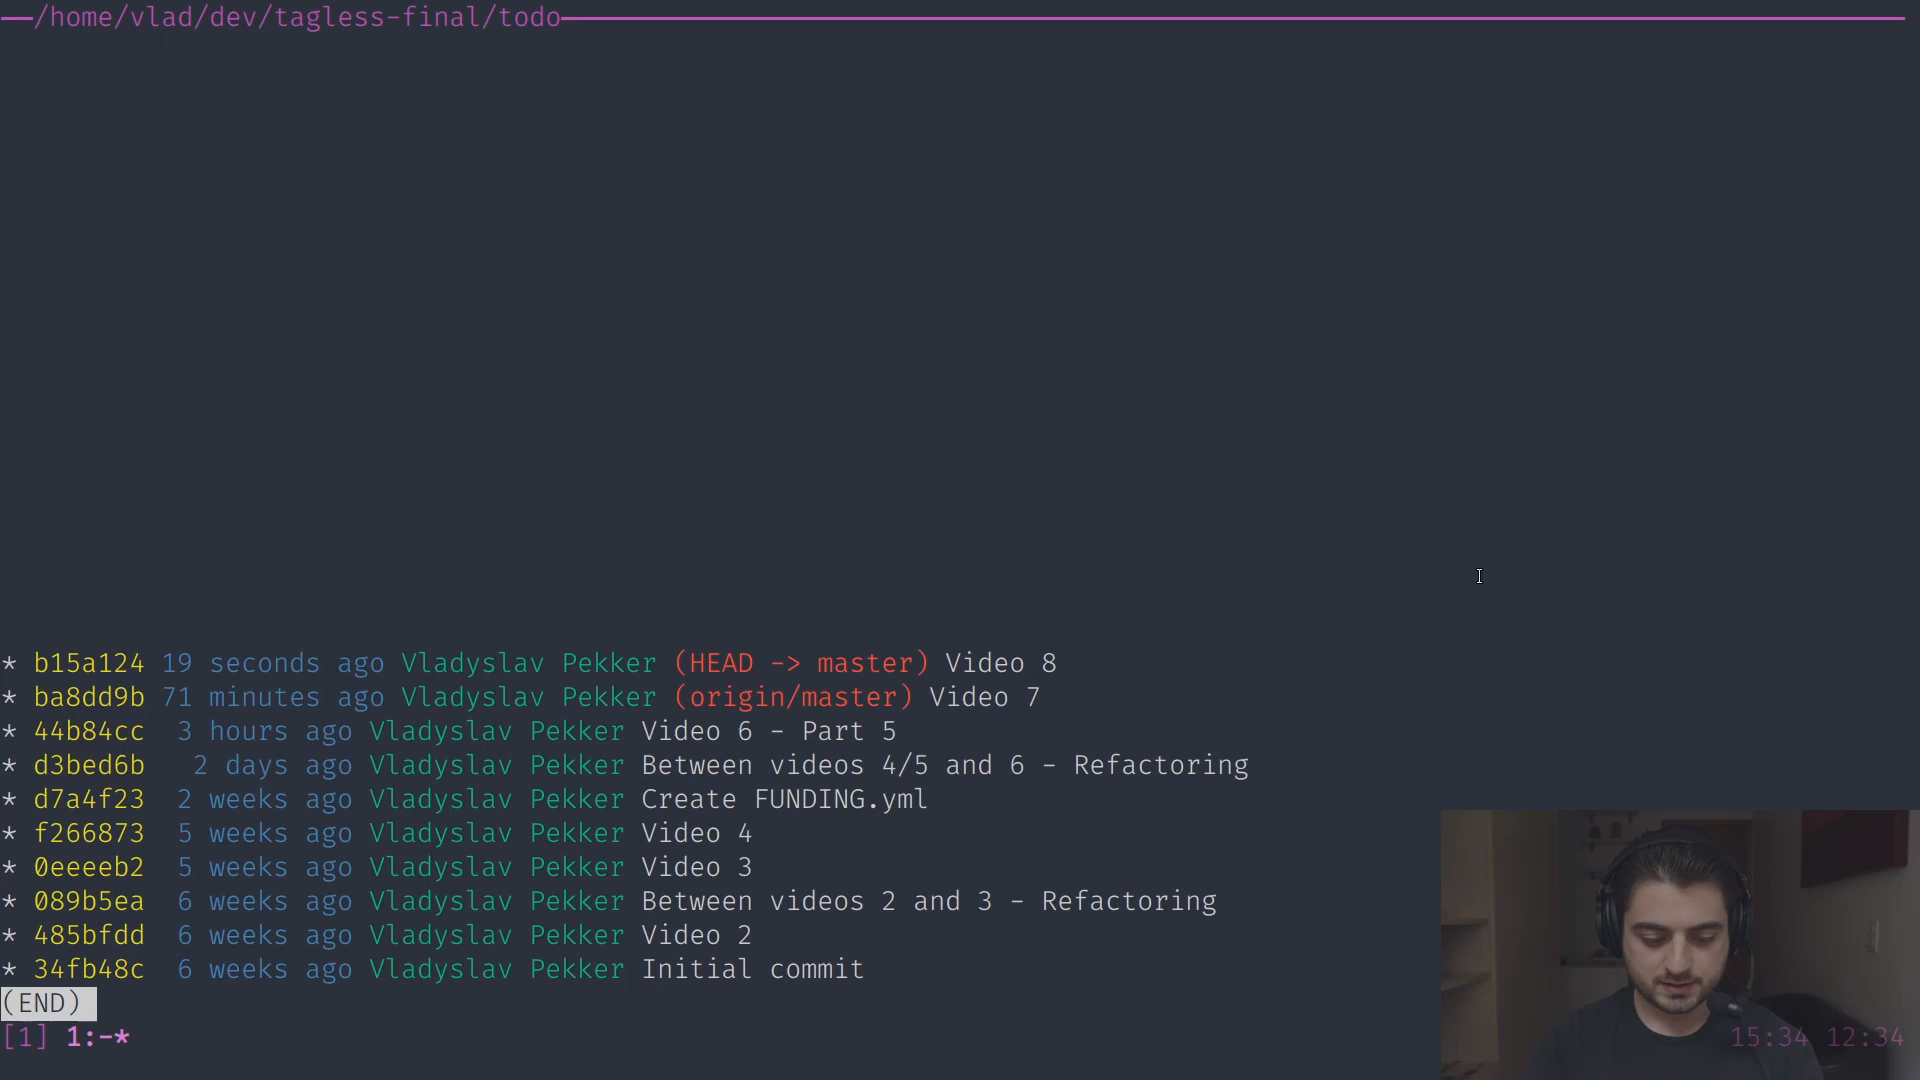 /home/vlad/dev/tagless-final/todo
* b15a124 19 seconds ago Vladyslav Pekker (HEAD -> master) Video 8
* ba8dd9b 71 minutes ago Vladyslav Pekker (origin/master) Video 7
* 44b84cc 3 hours ago Vladyslav Pekker Video 6 - Part 5
* d3bed6b 2 days ago Vladyslav Pekker Between videos 4/5 and 6 - Refactoring
* d7a4f23 2 weeks ago Vladyslav Pekker Create FUNDING.yml
* f266873 5 weeks ago Vladyslav Pekker Video 4
* 0eeeeb2 5 weeks ago Vladyslav Pekker Video 3
* 089b5ea 6 weeks ago Vladyslav Pekker Between videos 2 and 3 - Refactoring
* 485bfdd 6 weeks ago Vladyslav Pekker Video 2
* 34fb48c 6 weeks ago Vladyslav Pekker Initial commit
(END)
[1] 1:-* 15:34 12:34